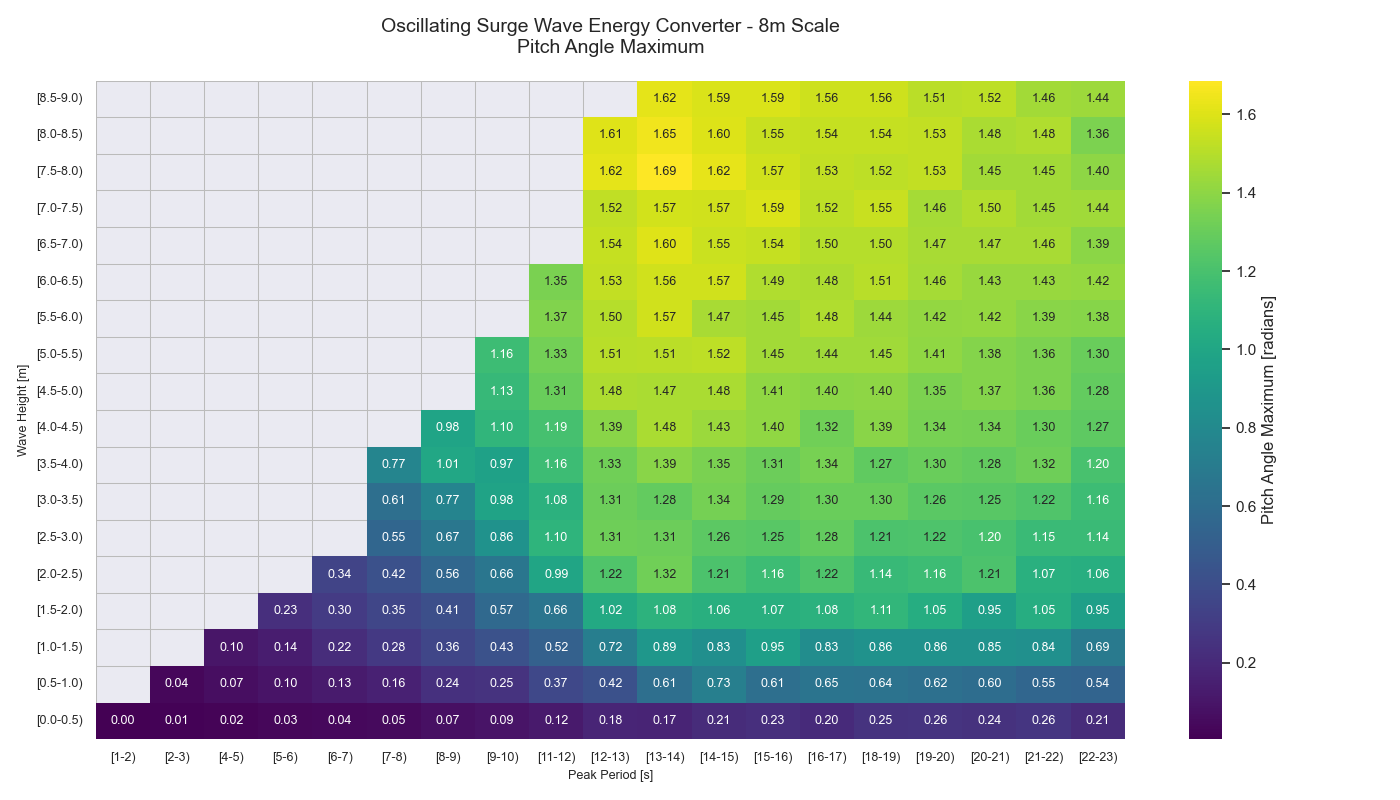 Oscillating Surge Wave Energy Converter - 8m Scale
Pitch Angle Maximum
[8.5-9.0) 1.62 1.59 1.59 1.56 1.56 1.51 1.52 1.46 1.44
[8.0-8.5) 1.61 1.65 1.60 1.55 1.54 1.54 1.53 1.48 1.48 1.36
[7.5-8.0) 1.62 1.69 1.62 1.57 1.53 1.52 1.53 1.45 1.45 1.40
[7.0-7.5) 1.52 1.57 1.57 1.59 1.52 1.55 1.46 1.50 1.45 1.44
[6.5-7.0) 1.54 1.60 1.55 1.54 1.50 1.50 1.47 1.47 1.46 1.39
[6.0-6.5) 1.35 1.53 1.56 1.57 1.49 1.48 1.51 1.46 1.43 1.43 1.42
[5.5-6.0) 1.37 1.50 1.57 1.47 1.45 1.48 1.44 1.42 1.42 1.39 1.38
[5.0-5.5) 1.16 1.33 1.51 1.51 1.52 1.45 1.44 1.45 1.41 1.38 1.36 1.30
[4.5-5.0) 1.13 1.31 1.48 1.47 1.48 1.41 1.40 1.40 1.35 1.37 1.36 1.28
[4.0-4.5) 0.98 1.10 1.19 1.39 1.48 1.43 1.40 1.32 1.39 1.34 1.34 1.30 1.27
[3.5-4.0) 0.77 1.01 0.97 1.16 1.33 1.39 1.35 1.31 1.34 1.27 1.30 1.28 1.32 1.20
[3.0-3.5) 0.61 0.77 0.98 1.08 1.31 1.28 1.34 1.29 1.30 1.30 1.26 1.25 1.22 1.16
[2.5-3.0) 0.55 0.67 0.86 1.10 1.31 1.31 1.26 1.25 1.28 1.21 1.22 1.20 1.15 1.14
[2.0-2.5) 0.34 0.42 0.56 0.66 0.99 1.22 1.32 1.21 1.16 1.22 1.14 1.16 1.21 1.07 1.06
[1.5-2.0) 0.23 0.30 0.35 0.41 0.57 0.66 1.02 1.08 1.06 1.07 1.08 1.11 1.05 0.95 1.05 0.95
[1.0-1.5) 0.10 0.14 0.22 0.28 0.36 0.43 0.52 0.72 0.89 0.83 0.95 0.83 0.86 0.86 0.85 0.84 0.69
[0.5-1.0) 0.04 0.07 0.10 0.13 0.16 0.24 0.25 0.37 0.42 0.61 0.73 0.61 0.65 0.64 0.62 0.60 0.55 0.54
[0.0-0.5) 0.00 0.01 0.02 0.03 0.04 0.05 0.07 0.09 0.12 0.18 0.17 0.21 0.23 0.20 0.25 0.26 0.24 0.26 0.21
[1-2) [2-3) [4-5) [5-6) [6-7) [7-8) [8-9) [9-10) [11-12) [12-13) [13-14) [14-15) [15-16) [16-17) [18-19) [19-20) [20-21) [21-22) [22-23)
Peak Period [s]
Wave Height [m]
1.6
1.4
1.2
1.0
0.8
0.6
0.4
0.2
Pitch Angle Maximum [radians]